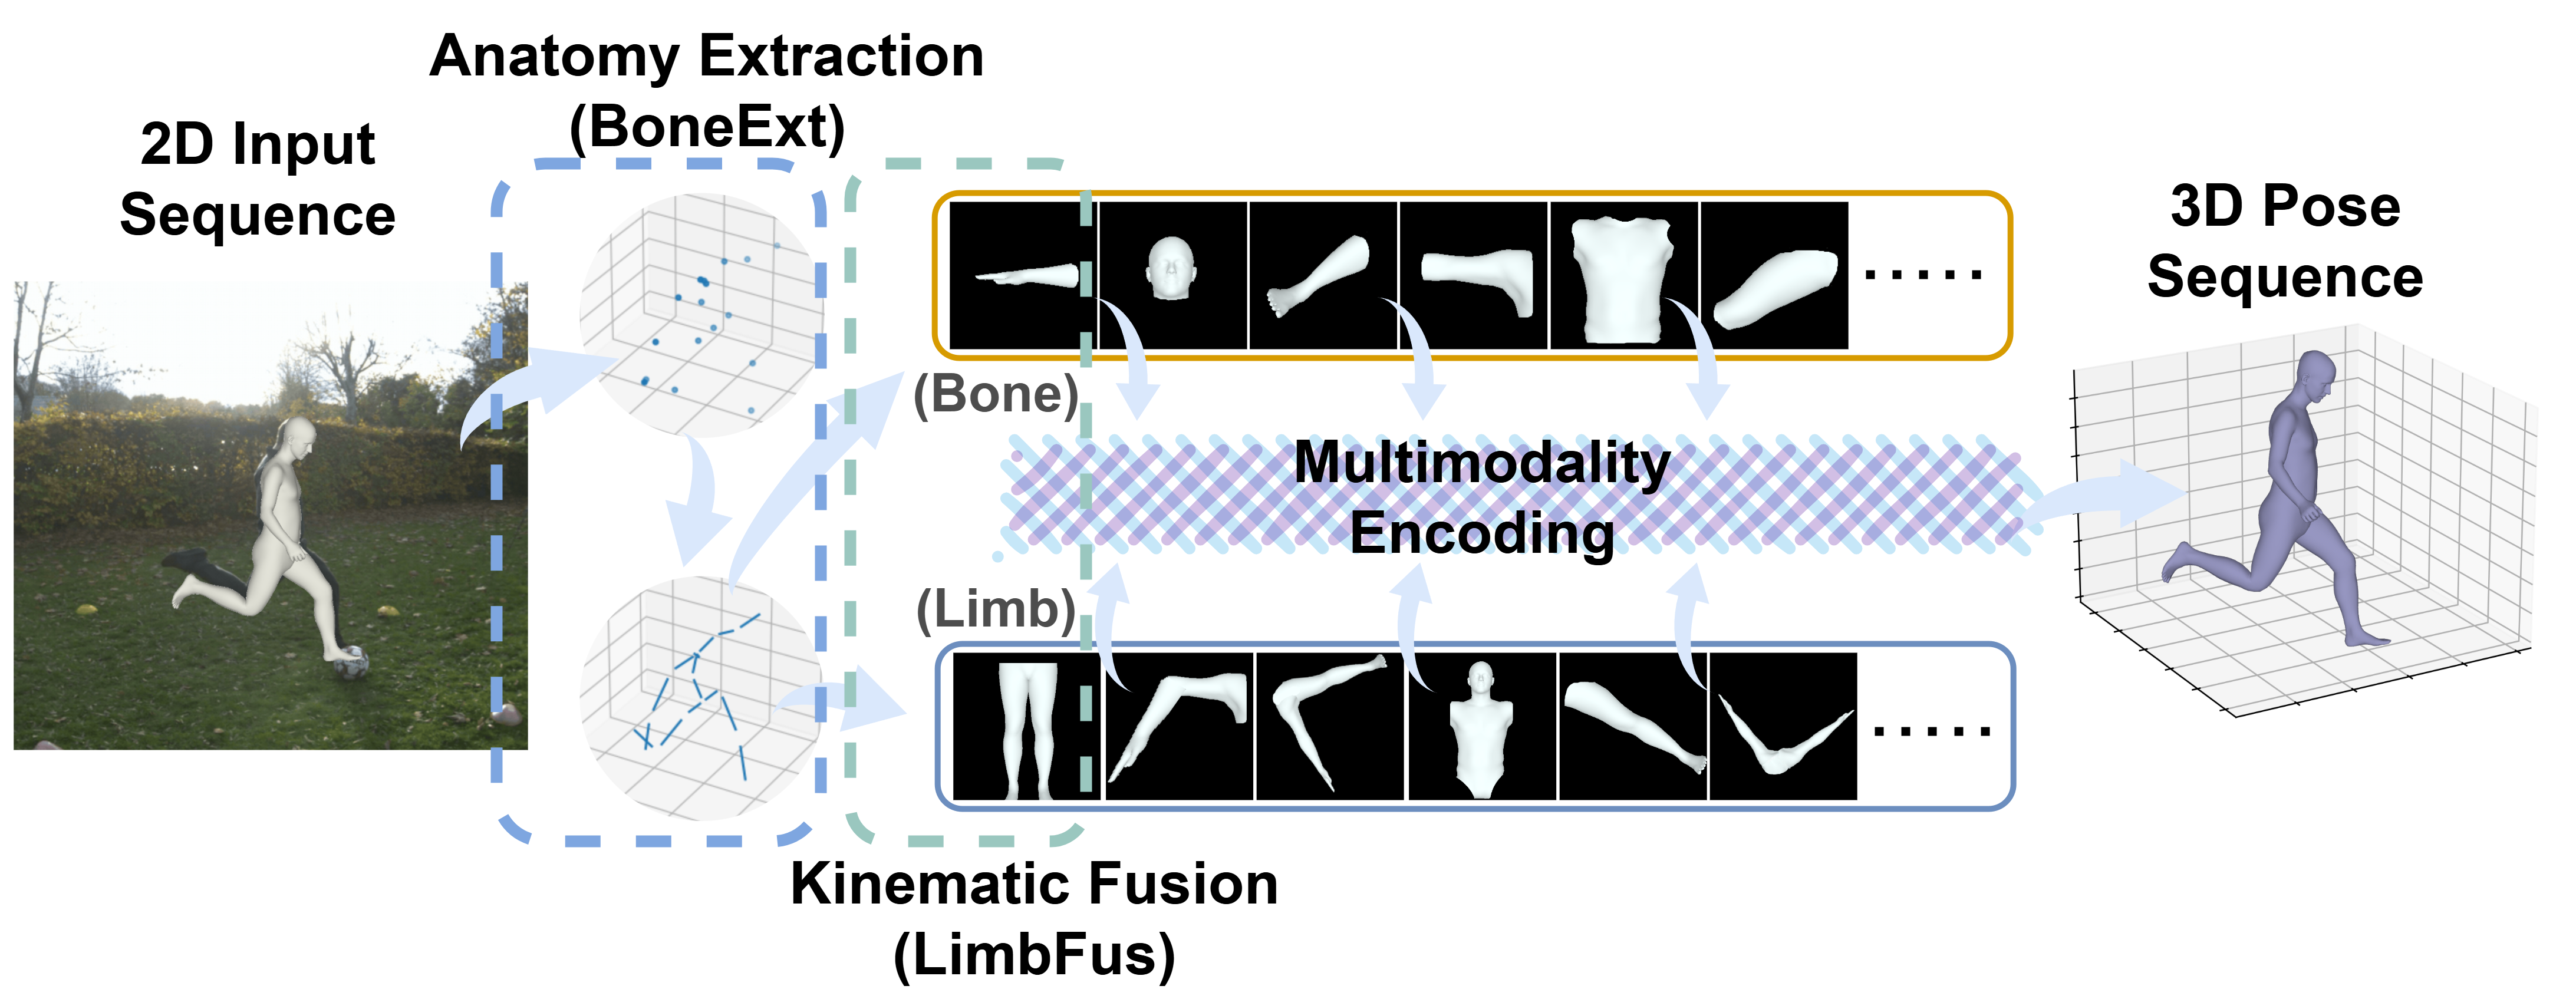 Anatomy Extraction
(BoneExt)
2D Input
Sequence
3D Pose
Sequence
.....
(Bone)
Multimodality
Encoding
(Limb)
.....
Kinematic Fusion
(LimbFus)